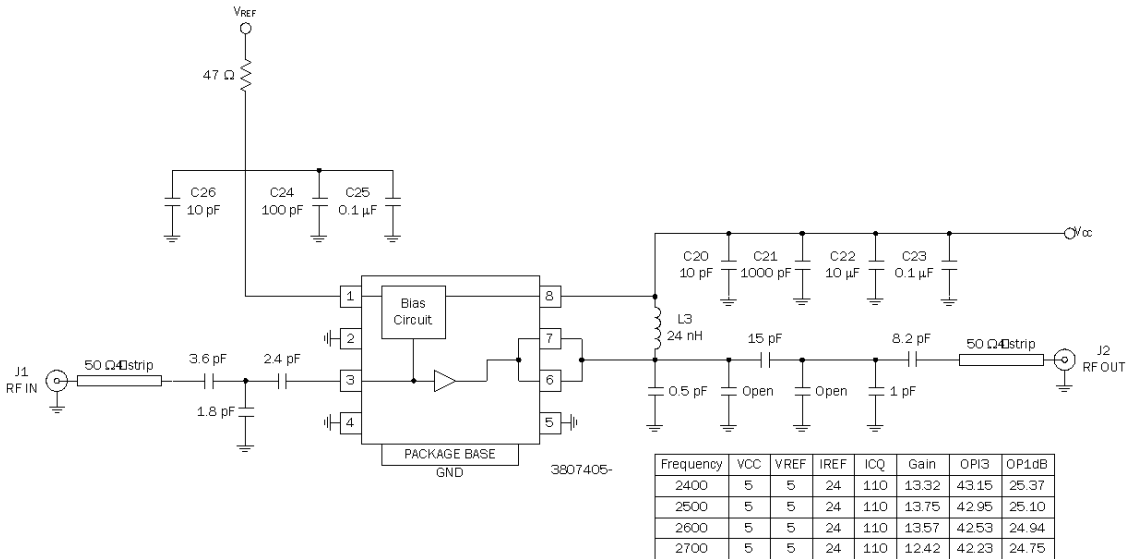 VREF
47 Ω
C26
10 pF
C24
100 pF
C25
0.1 µF
Vcc
C20
10 pF
C21
1000 pF
C22
10 µF
C23
0.1 µF
1
Bias
Circuit
8
L3
24 nH
2
7
15 pF
8.2 pF
J1
RF IN
50 Ω
strip
3.6 pF
2.4 pF
3
6
50 Ω
strip
J2
RF OUT
1.8 pF
0.5 pF
Open
Open
1 pF
4
5
PACKAGE BASE
GND
3807405-
Frequency VCC VREF IREF ICQ Gain OPI3 OP1dB
2400 5 5 24 110 13.32 43.15 25.37
2500 5 5 24 110 13.75 42.95 25.10
2600 5 5 24 110 13.57 42.53 24.94
2700 5 5 24 110 12.42 42.23 24.75